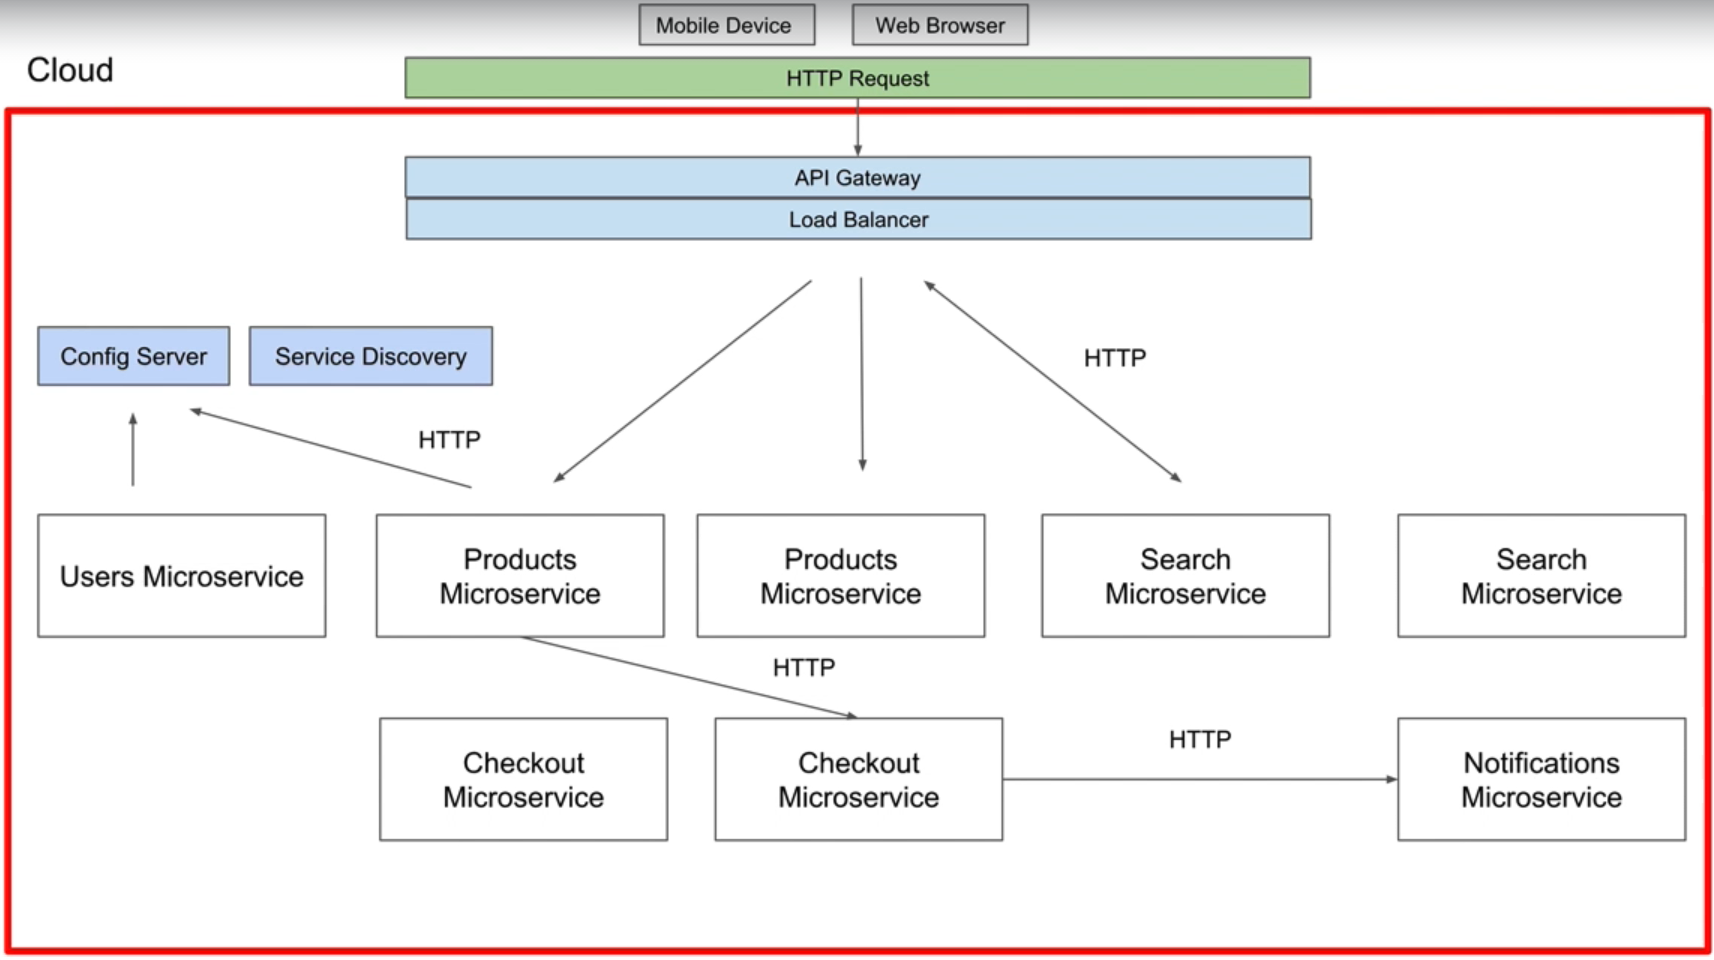 Mobile Device
Web Browser
Cloud
HTTP Request
API Gateway
Load Balancer
Config Server
Service Discovery
HTTP
HTTP
Users Microservice
Products
Microservice
Products
Microservice
Search
Microservice
Search
Microservice
HTTP
Checkout
Microservice
Checkout
Microservice
HTTP
Notifications
Microservice